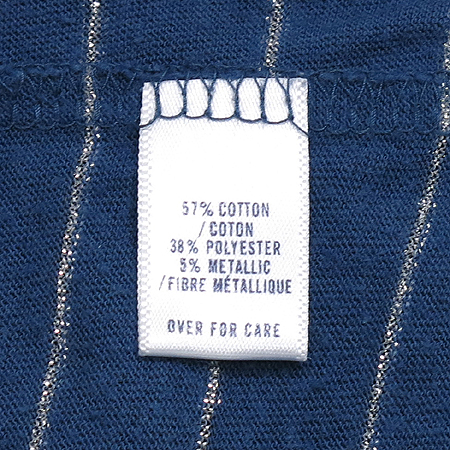 57% COTTON
/COTON
38% POLYESTER
5% METALLIC
/FIBRE MÉTALLIQUE
OVER FOR CARE